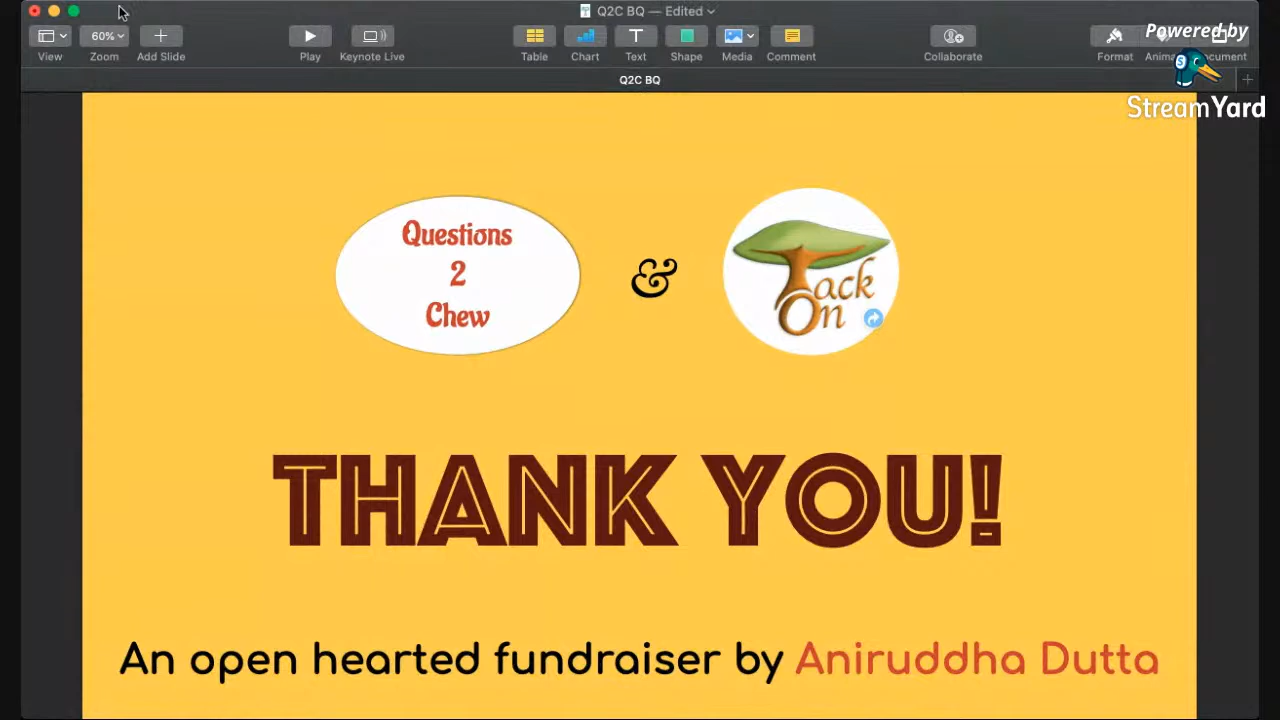 Q2C BQ — Edited
Powered by
StreamYard
60%
View
Zoom
Add Slide
Play
Keynote Live
Table
Chart
Text
Shape
Media
Comment
Collaborate
Format
Q2C BQ
Questions
2
Chew
&
Tack
On
THANK YOU!
An open hearted fundraiser by Aniruddha Dutta